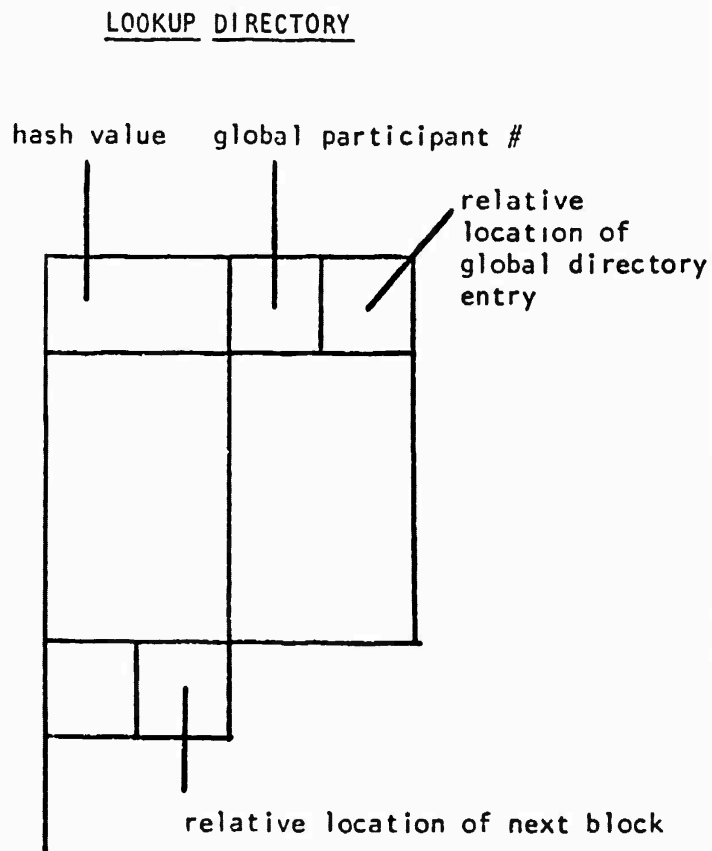 LOOKUP DIRECTORY
hash value
global participant #
relative
location of
global directory
entry
relative location of next block